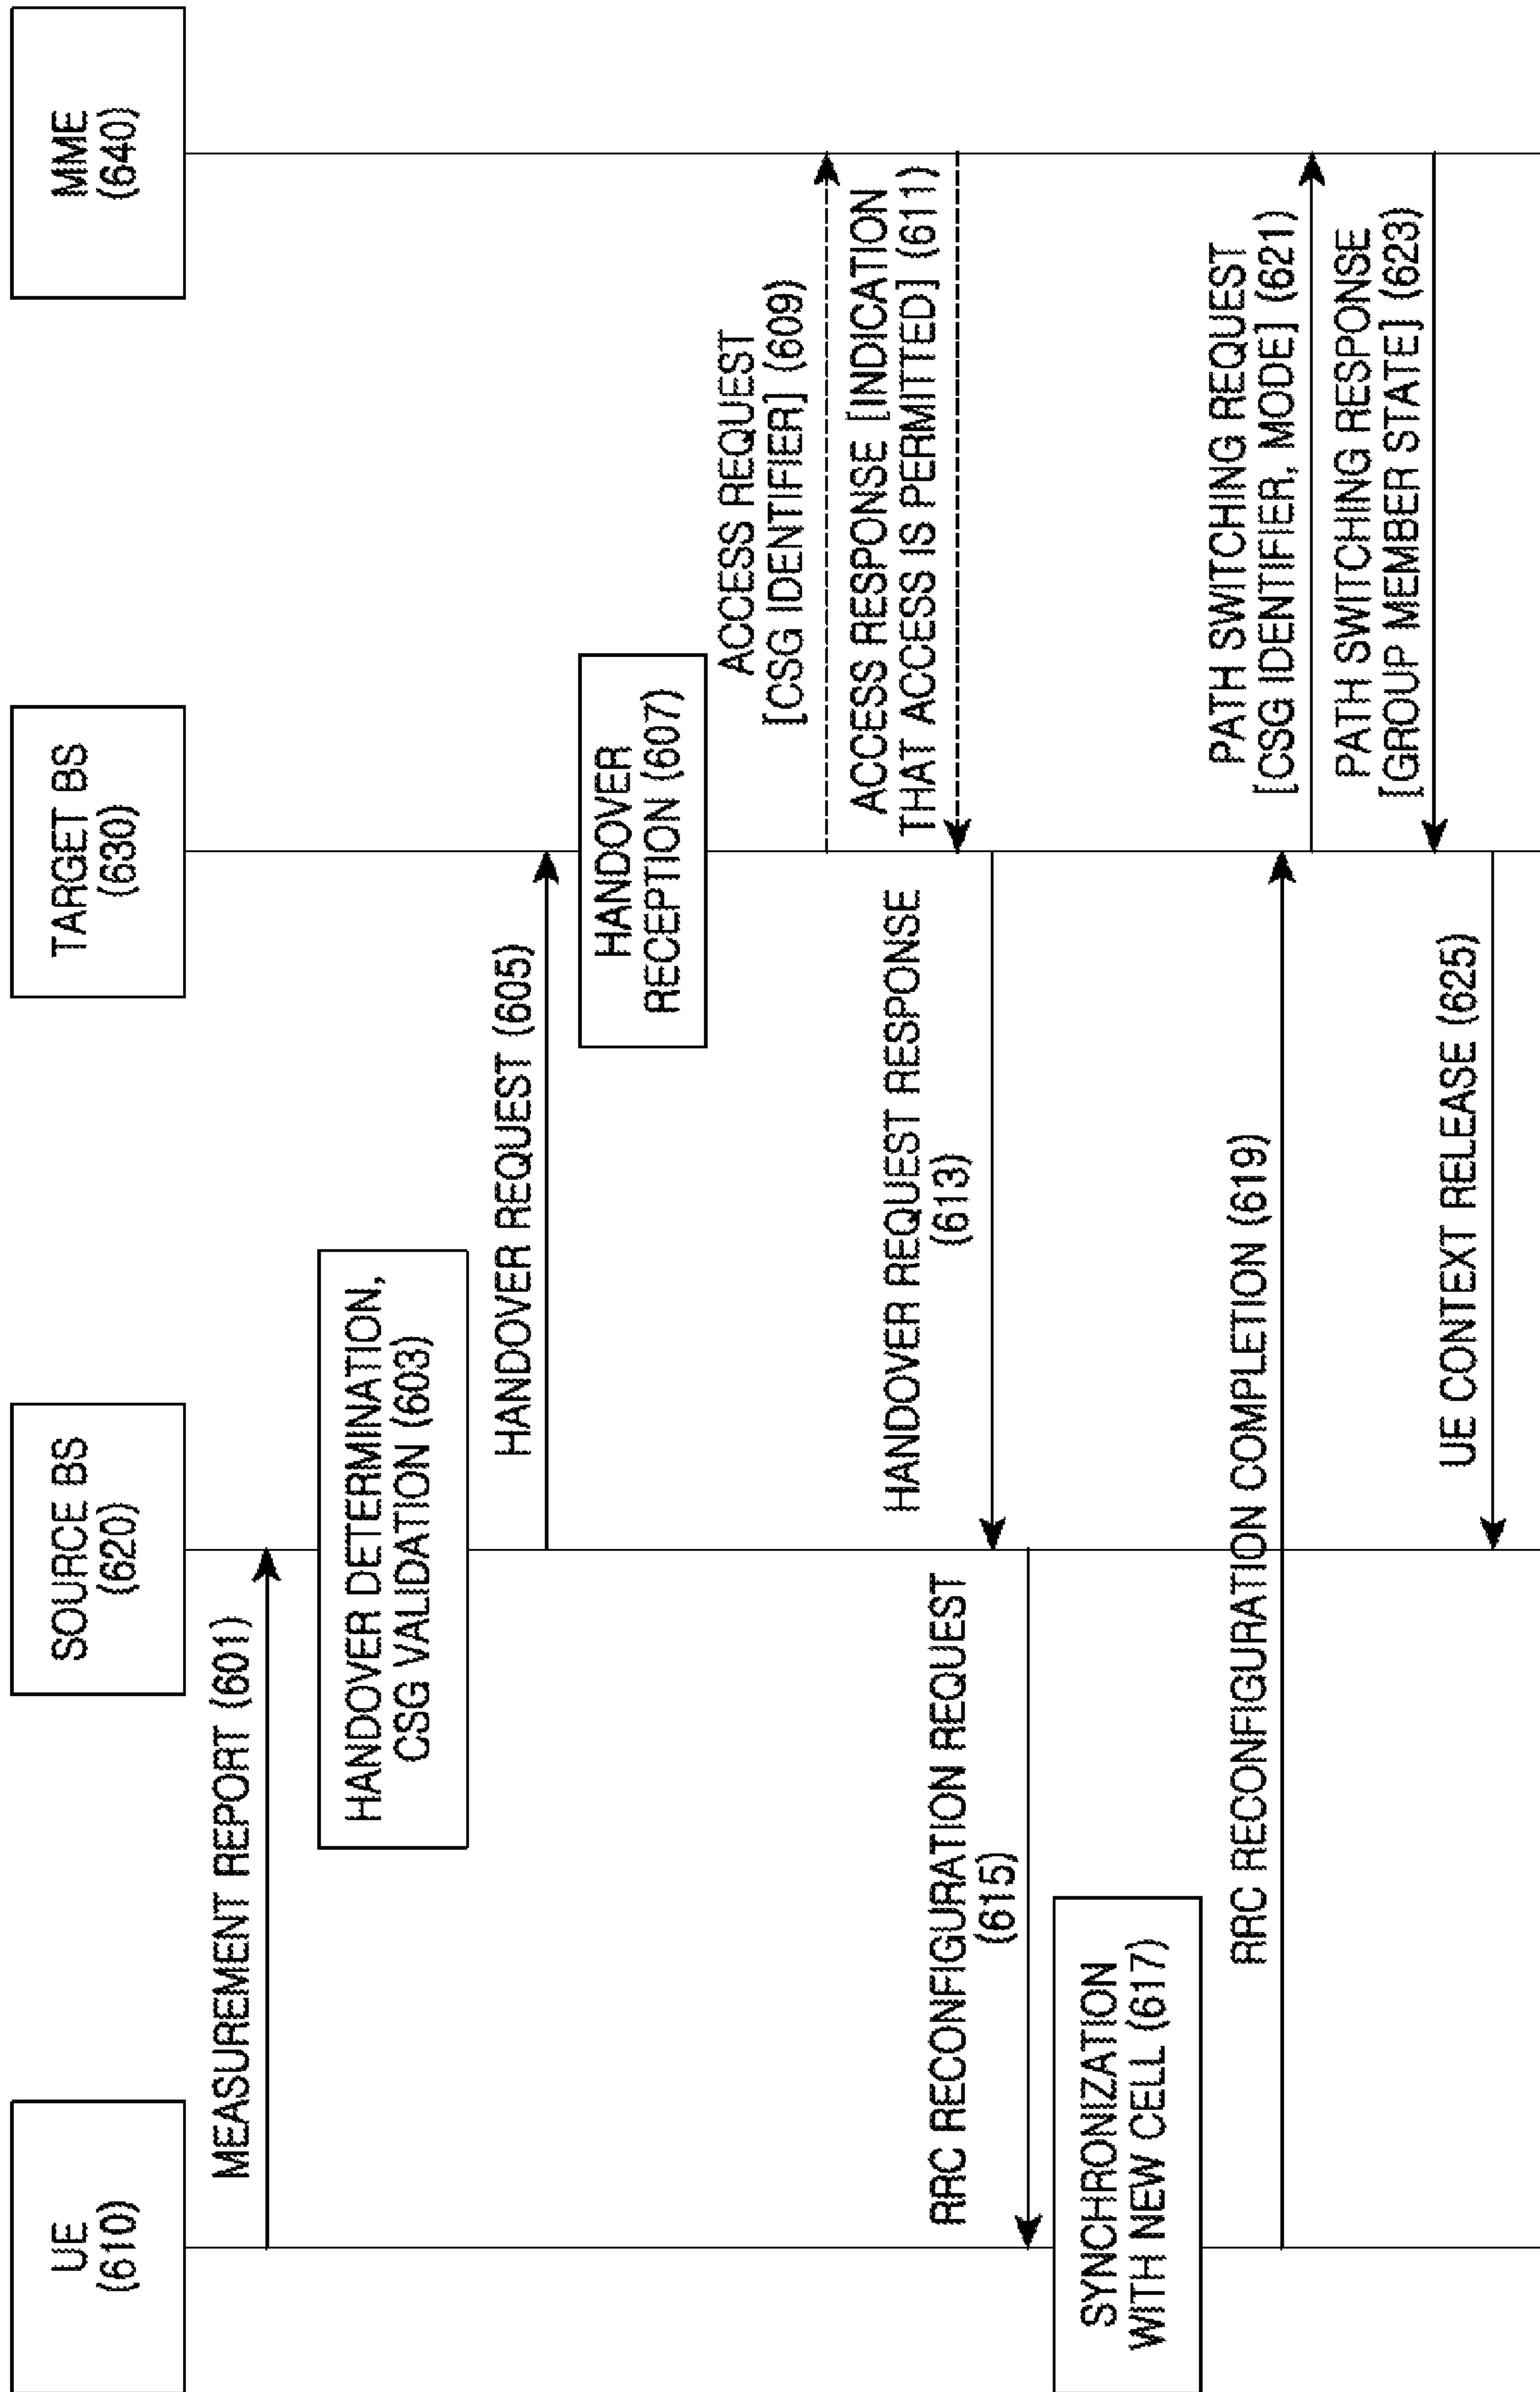 UE
(610)
SOURCE BS
(620)
TARGET BS
(630)
MME
(640)
MEASUREMENT REPORT (601)
HANDOVER DETERMINATION,
CSG VALIDATION (603)
HANDOVER REQUEST (605)
HANDOVER
RECEPTION (607)
ACCESS REQUEST
[CSG IDENTIFIER] (609)
ACCESS RESPONSE [INDICATION
THAT ACCESS IS PERMITTED] (611)
HANDOVER REQUEST RESPONSE
(613)
RRC RECONFIGURATION REQUEST
(615)
SYNCHRONIZATION
WITH NEW CELL (617)
RRC RECONFIGURATION COMPLETION (619)
PATH SWITCHING REQUEST
[CSG IDENTIFIER, MODE] (621)
PATH SWITCHING RESPONSE
[GROUP MEMBER STATE] (623)
UE CONTEXT RELEASE (625)